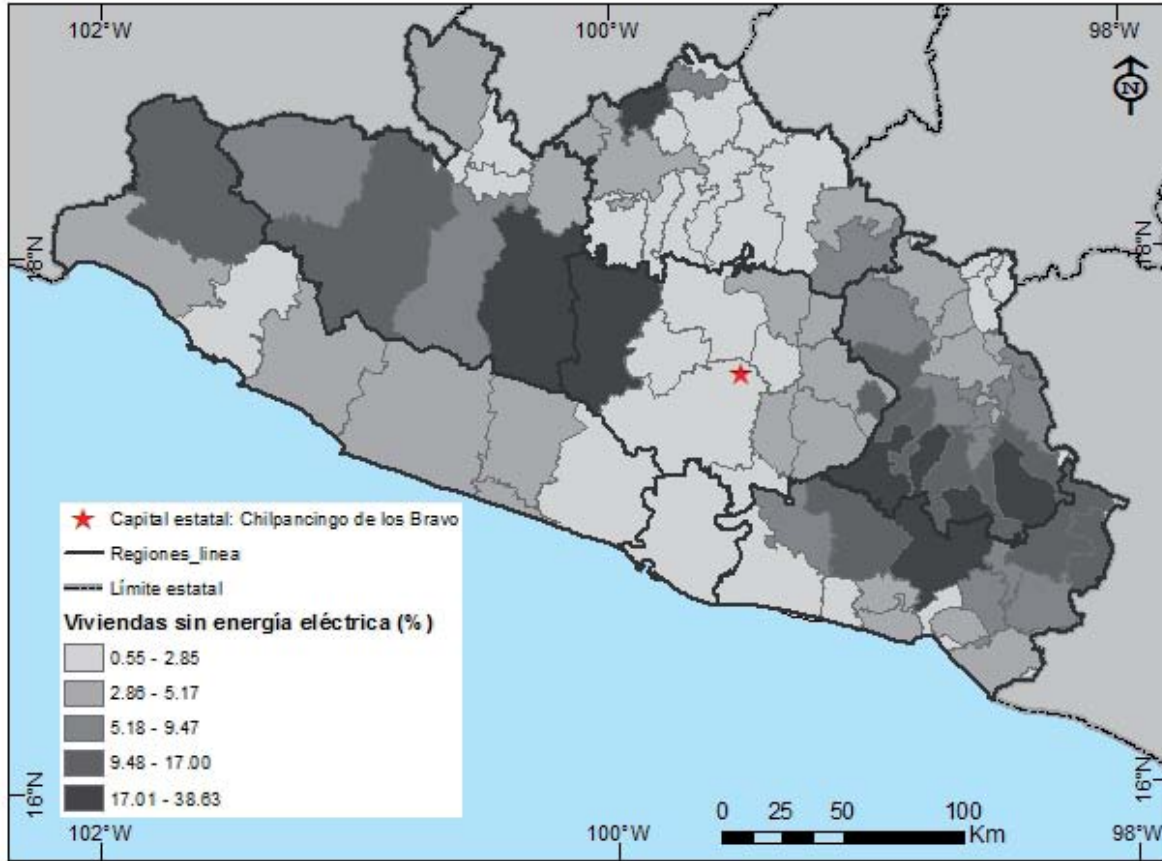 102°W
100°W
98°W
N
18°N
18°N
Capital estatal: Chilpancingo de los Bravo
Regiones_linea
Límite estatal
Viviendas sin energía eléctrica (%)
0.55 - 2.85
2.86 - 5.17
5.18 - 9.47
9.48 - 17.00
17.01 - 38.63
16°N
16°N
0 25 50 100
Km
102°W
100°W
98°W